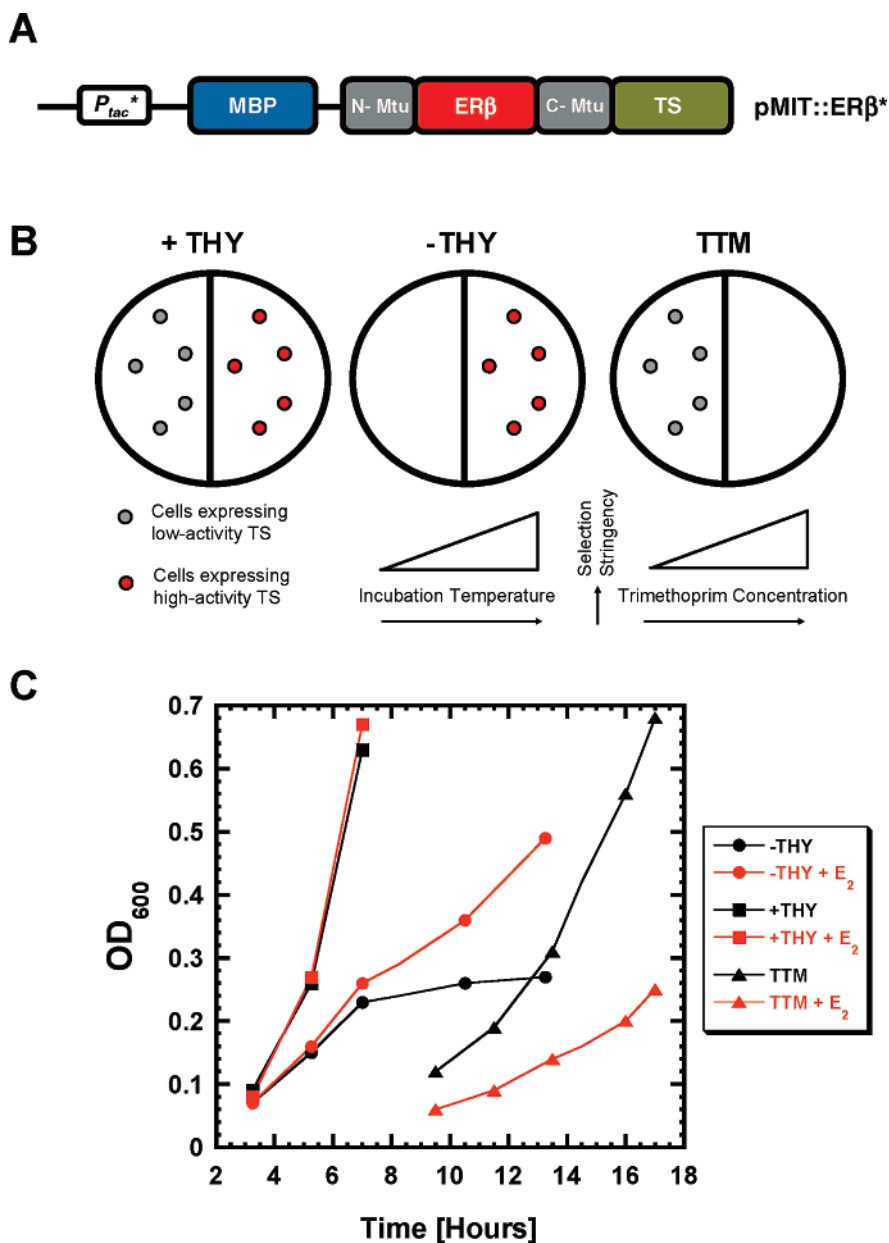 A
Ptac*
MBP
N- Mtu
ERβ
C- Mtu
TS
pMIT::ERβ*
B
+ THY
-THY
TTM
Cells expressing
low-activity TS
Cells expressing
high-activity TS
Incubation Temperature
Selection
Stringency
Trimethoprim Concentration
C
OD600
0.7
0.6
0.5
0.4
0.3
0.2
0.1
0
2
4
6
8
10
12
14
16
18
Time [Hours]
-THY
-THY + E2
+THY
+THY + E2
TTM
TTM + E2